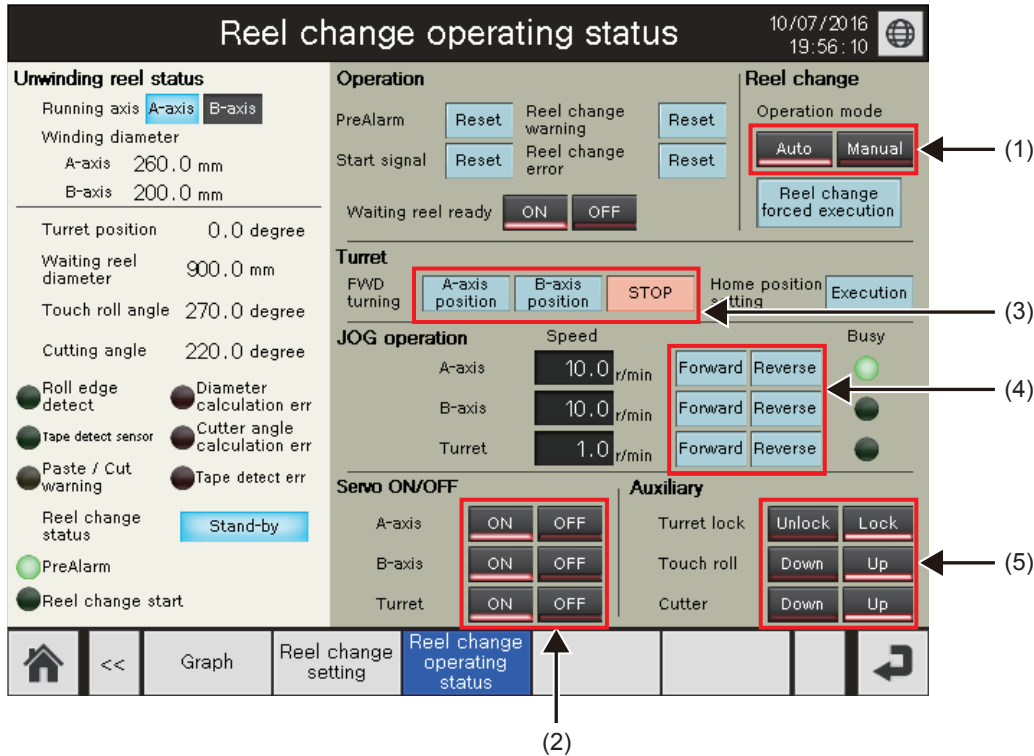 Reel change operating status
10/07/2016
19:56:10
Unwinding reel status
Running axis A-axis B-axis
Winding diameter
A-axis 260.0 mm
B-axis 200.0 mm
Turret position 0.0 degree
Waiting reel
diameter
900.0 mm
Touch roll angle 270.0 degree
Cutting angle 220.0 degree
Roll edge
detect
Diameter
calculation err
Tape detect sensor
Cutter angle
calculation err
Paste / Cut
warning
Tape detect err
Reel change
status
Stand-by
PreAlarm
Reel change start
Operation
PreAlarm Reset
Reel change
warning
Reset
Start signal Reset
Reel change
error
Reset
Waiting reel ready ON OFF
Reel change
Operation mode
Auto Manual
(1)
Reel change
forced execution
Turret
FWD
turning
A-axis
position
B-axis
position
STOP
Home position
setting
Execution
(3)
JOG operation Speed Busy
A-axis 10.0 r/min Forward Reverse
B-axis 10.0 r/min Forward Reverse
Turret 1.0 r/min Forward Reverse
(4)
Servo ON/OFF
A-axis ON OFF
B-axis ON OFF
Turret ON OFF
Auxiliary
Turret lock Unlock Lock
Touch roll Down Up
Cutter Down Up
(5)
<<
Graph
Reel change
setting
Reel change
operating
status
(2)